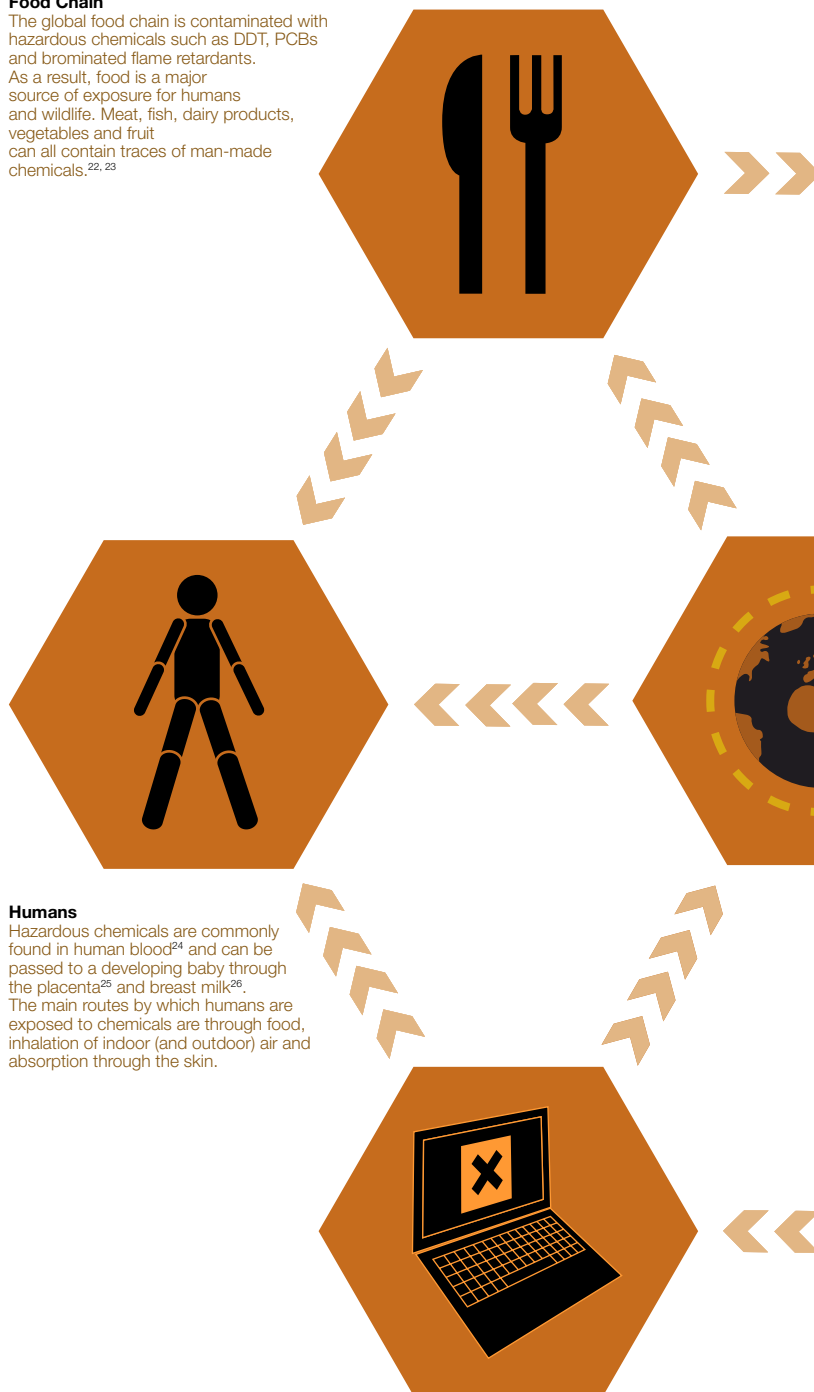 Food Chain
The global food chain is contaminated with
hazardous chemicals such as DDT, PCBs
and brominated flame retardants.
As a result, food is a major
source of exposure for humans
and wildlife. Meat, fish, dairy products,
vegetables and fruit
can all contain traces of man-made
chemicals.22, 23
Humans
Hazardous chemicals are commonly
found in human blood24 and can be
passed to a developing baby through
the placenta25 and breast milk26.
The main routes by which humans are
exposed to chemicals are through food,
inhalation of indoor (and outdoor) air and
absorption through the skin.